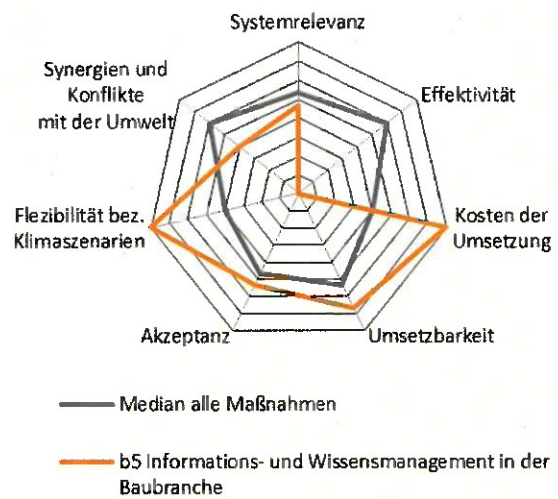 Systemrelevanz
Synergien und
Konflikte
mit der Umwelt
Effektivität
Flezibilität bez.
Klimaszenarien
Kosten der
Umsetzung
Akzeptanz
Umsetzbarkeit
Median alle Maßnahmen
b5 Informations- und Wissensmanagement in der
Baubranche